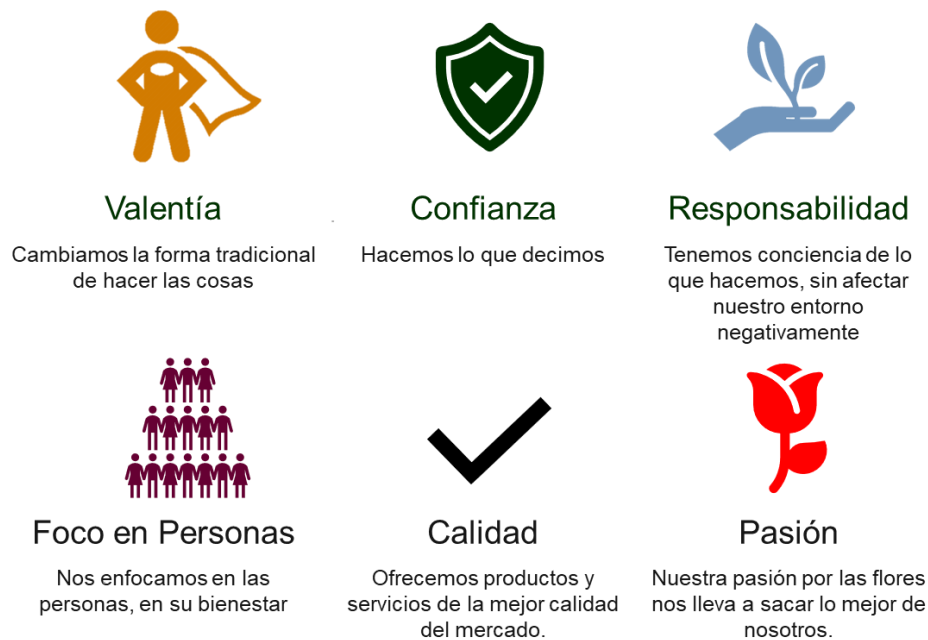 Valentía
Cambiamos la forma tradicional
de hacer las cosas
Confianza
Hacemos lo que decimos
Responsabilidad
Tenemos conciencia de lo
que hacemos, sin afectar
nuestro entorno
negativamente
Foco en Personas
Nos enfocamos en las
personas, en su bienestar
Calidad
Ofrecemos productos y
servicios de la mejor calidad
del mercado.
Pasión
Nuestra pasión por las flores
nos lleva a sacar lo mejor de
nosotros.